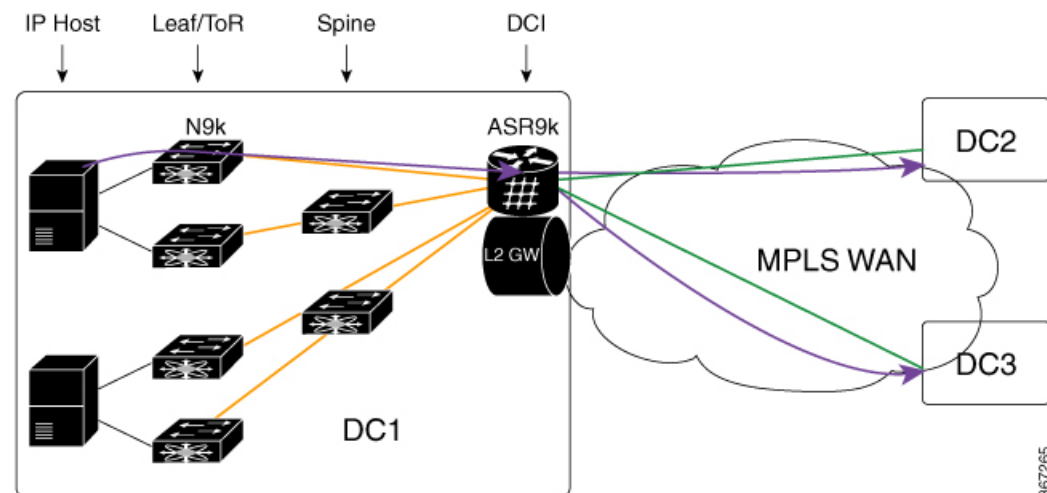 IP Host Leaf/ToR Spine DCI
N9k ASR9k
DC2
L2 GW
MPLS WAN
DC3
DC1
367265